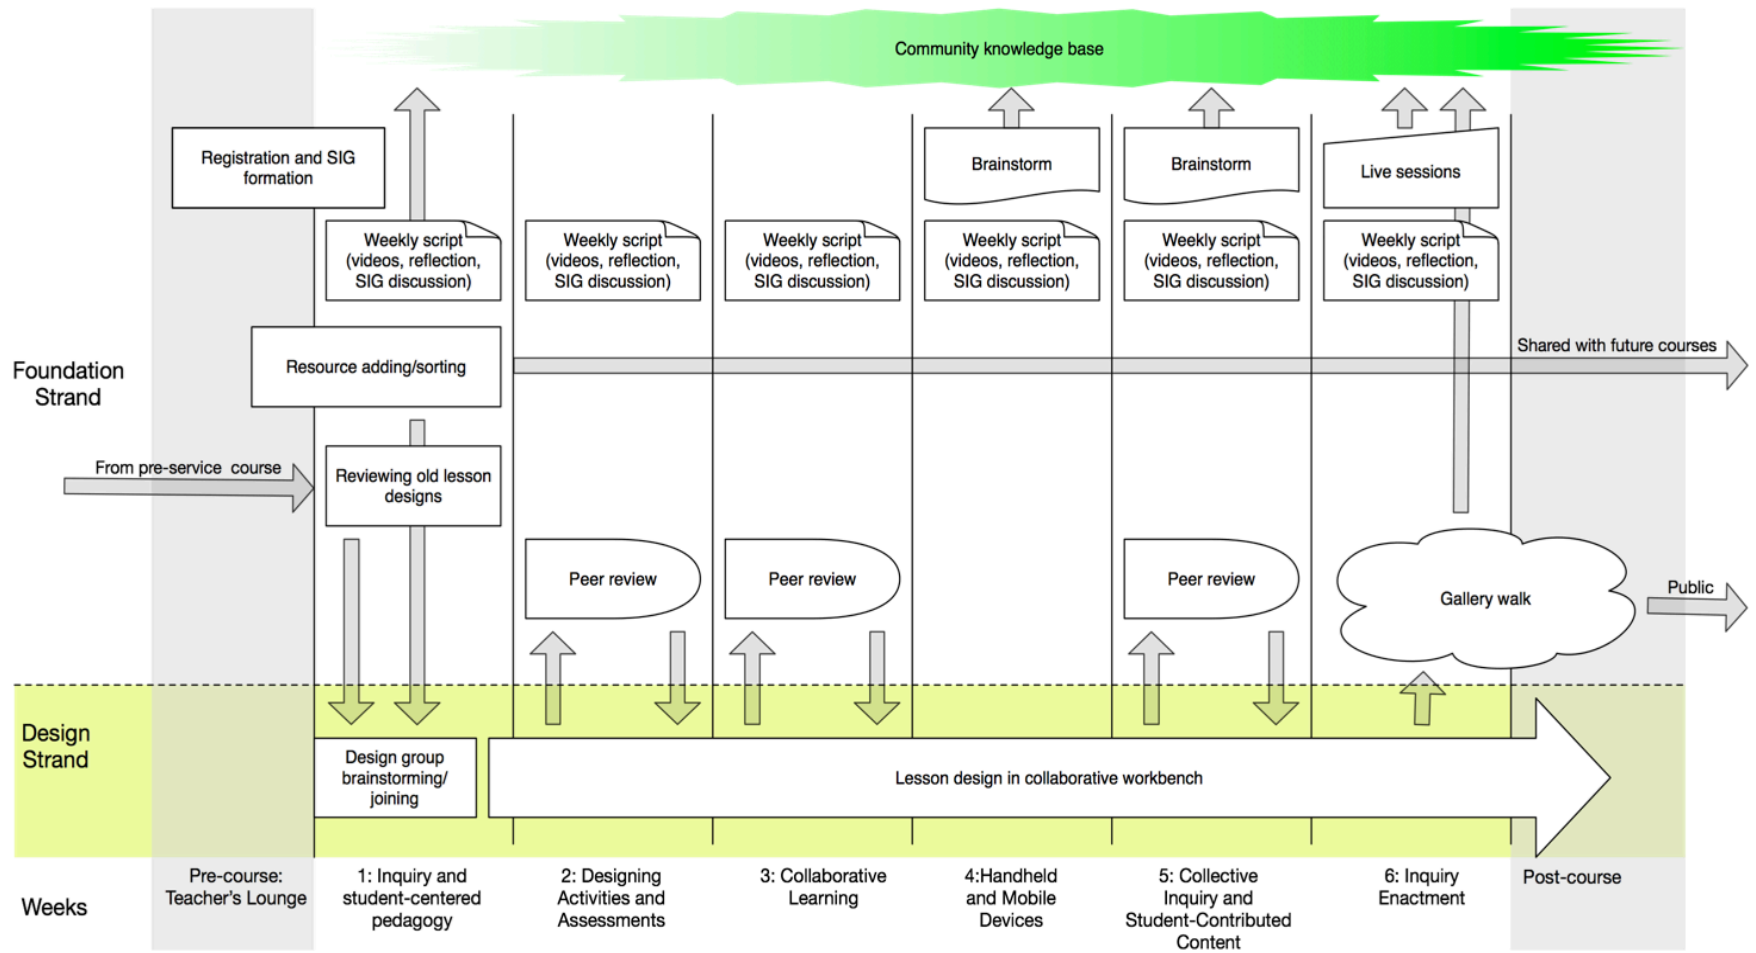 Community knowledge base
Registration and SIG
formation
Brainstorm
Brainstorm
Live sessions
Weekly script
(videos, reflection,
SIG discussion)
Weekly script
(videos, reflection,
SIG discussion)
Weekly script
(videos, reflection,
SIG discussion)
Weekly script
(videos, reflection,
SIG discussion)
Weekly script
(videos, reflection,
SIG discussion)
Weekly script
(videos, reflection,
SIG discussion)
Foundation
Strand
Resource adding/sorting
Shared with future courses
From pre-service course
Reviewing old lesson
designs
Peer review
Peer review
Peer review
Gallery walk
Public
Design
Strand
Design group
brainstorming/
joining
Lesson design in collaborative workbench
Weeks
Pre-course:
Teacher's Lounge
1: Inquiry and
student-centered
pedagogy
2: Designing
Activities and
Assessments
3: Collaborative
Learning
4:Handheld
and Mobile
Devices
5: Collective
Inquiry and
Student-Contributed
Content
6: Inquiry
Enactment
Post-course